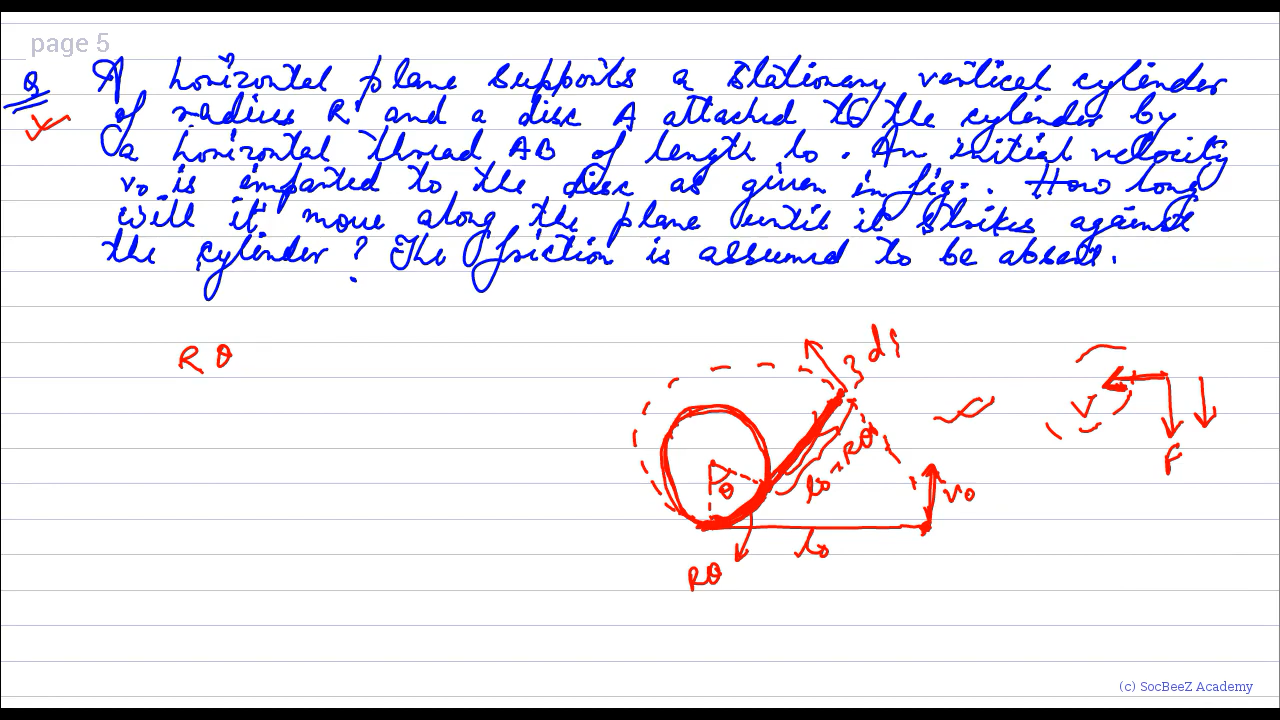 page 5
Q A horizontal plane supports a stationary vertical cylinder
of radius R and a disc A attached to the cylinder by
a horizontal thread AB of length l₀. An initial velocity
v₀ is imparted to the disc as given in fig.. How long
will it move along the plane until it strikes against
the cylinder? The friction is assumed to be absent.
Rθ
ds
V
F
θ
l₀-Rθ
v₀
l₀
Rθ
(c) SocBeeZ Academy